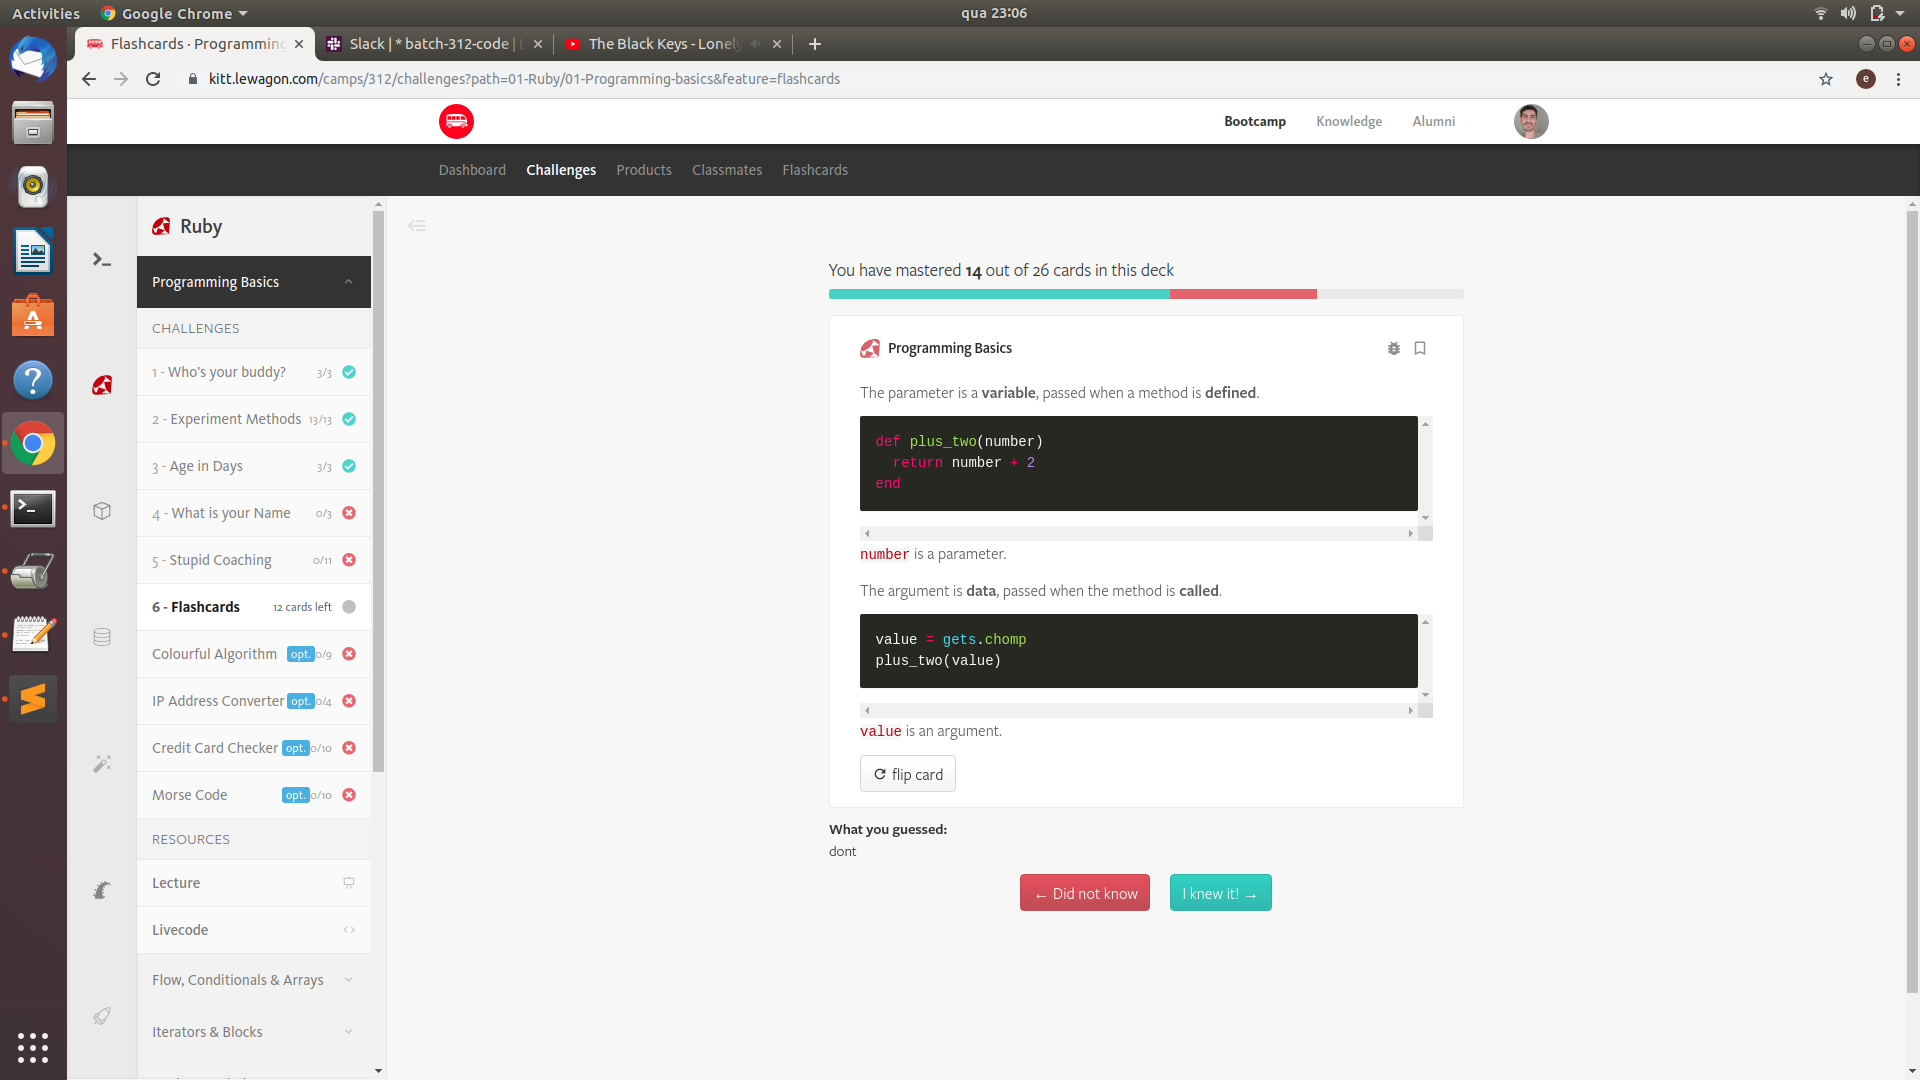 Activities Google Chrome qua 23:06
Flashcards · Programming Slack | * batch-312-code | The Black Keys - Lonely
kitt.lewagon.com/camps/312/challenges?path=01-Ruby/01-Programming-basics&feature=flashcards e
Bootcamp Knowledge Alumni
Dashboard Challenges Products Classmates Flashcards
Ruby
Programming Basics
CHALLENGES
1 - Who's your buddy? 3/3
2 - Experiment Methods 13/13
3 - Age in Days 3/3
4 - What is your Name 0/3
5 - Stupid Coaching 0/11
6 - Flashcards 12 cards left
Colourful Algorithm opt. 0/9
IP Address Converter opt. 0/4
Credit Card Checker opt. 0/10
Morse Code opt. 0/10
RESOURCES
Lecture
Livecode
Flow, Conditionals & Arrays
Iterators & Blocks
You have mastered 14 out of 26 cards in this deck
Programming Basics
The parameter is a variable, passed when a method is defined.
def plus_two(number)
return number + 2
end
number is a parameter.
The argument is data, passed when the method is called.
value = gets.chomp
plus_two(value)
value is an argument.
flip card
What you guessed:
dont
← Did not know I knew it! →